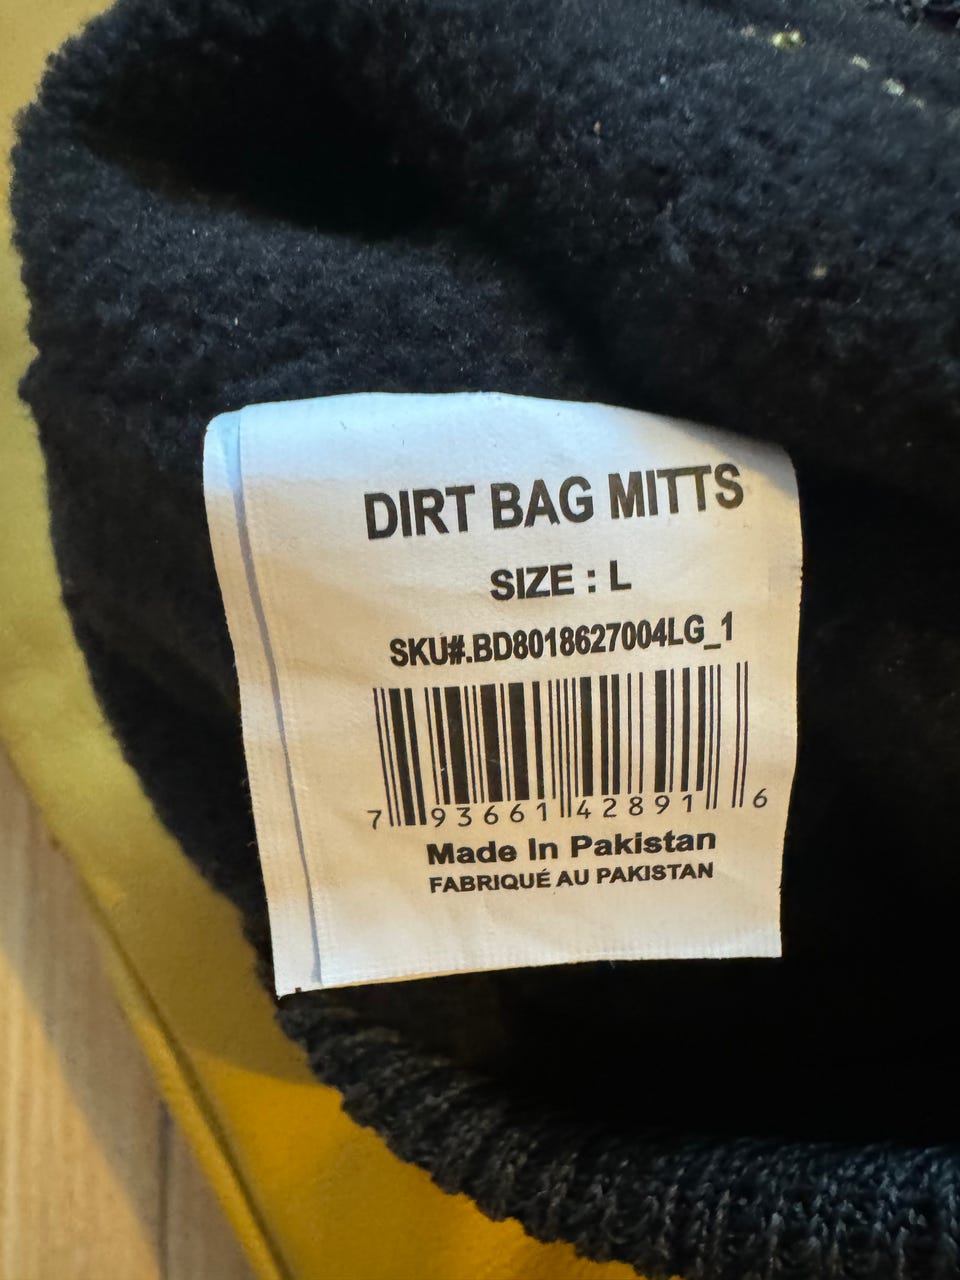 DIRT BAG MITTS
SIZE : L
SKU#.BD8018627004LG_1
7 93661 42891 6
Made In Pakistan
FABRIQUÉ AU PAKISTAN